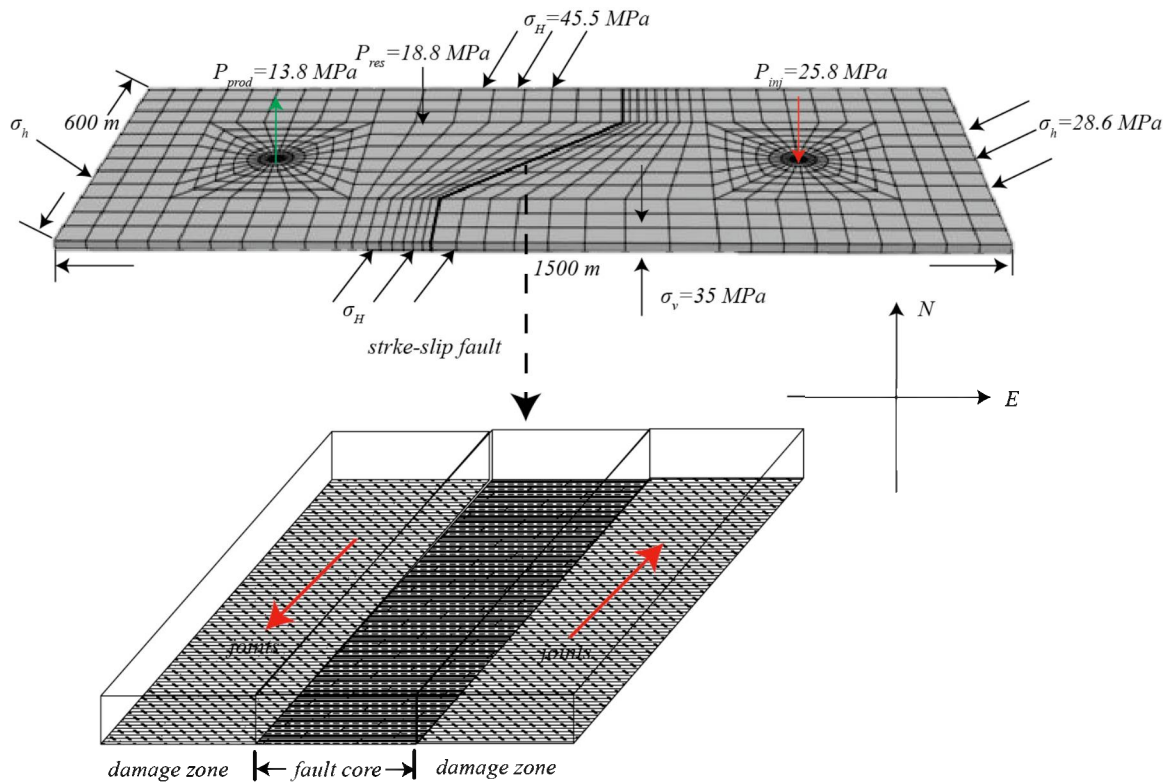 σH=45.5 MPa
Pres=18.8 MPa
Pprod=13.8 MPa
Pinj=25.8 MPa
600 m
σh
σh=28.6 MPa
1500 m
σv=35 MPa
σH
strke-slip fault
N
E
joints
joints
damage zone
fault core
damage zone